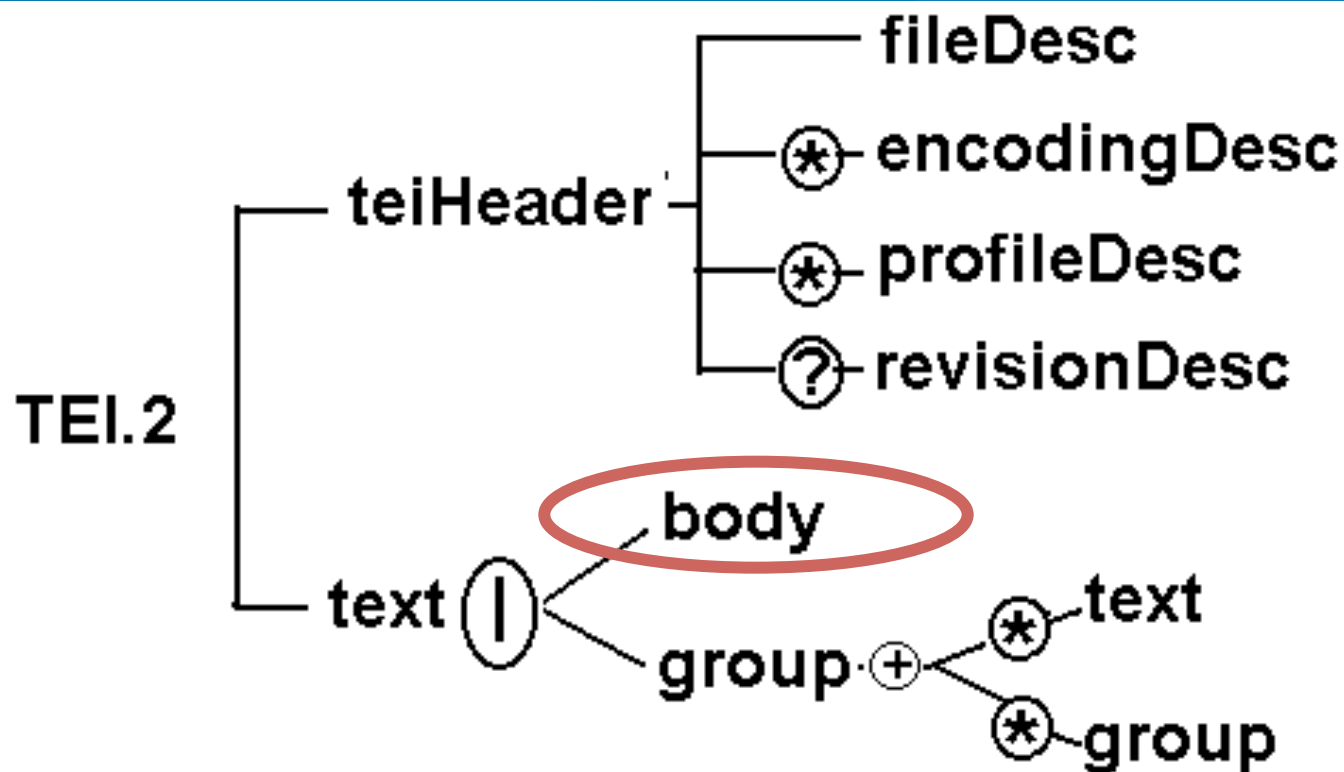 fileDesc
* encodingDesc
teiHeader
* profileDesc
? revisionDesc
TEI.2
body
text |
* text
group +
* group